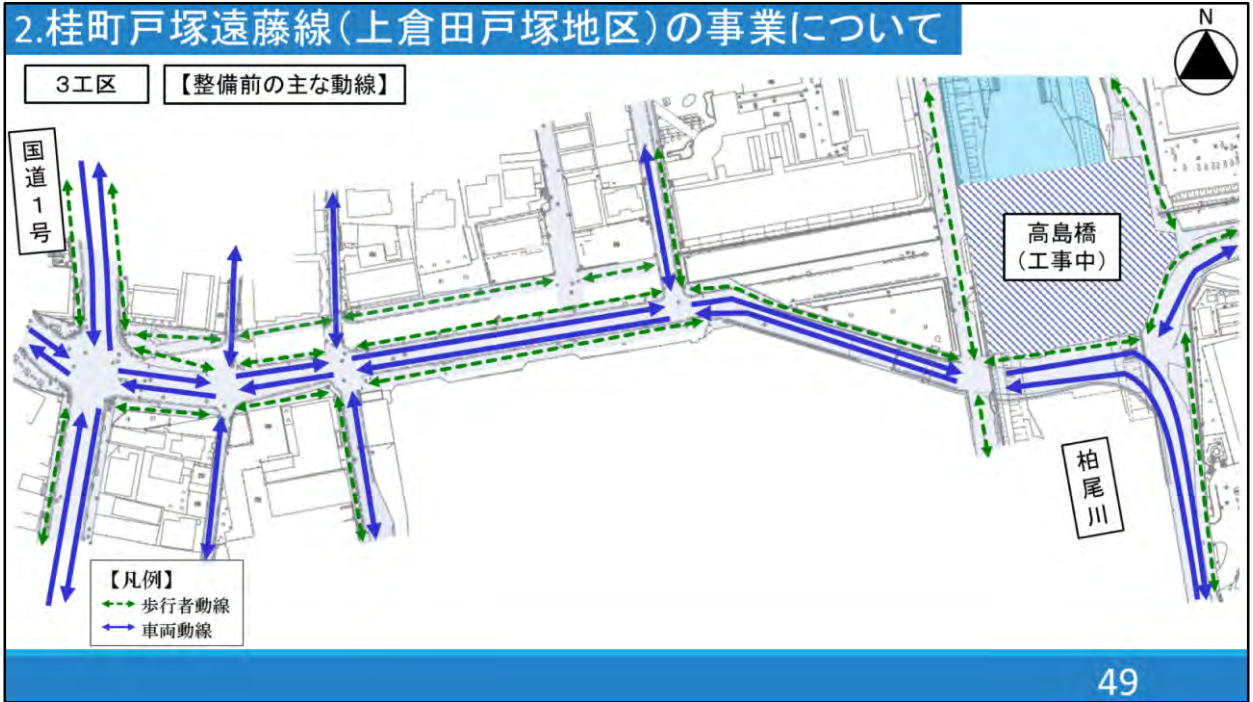 2.桂町戸塚遠藤線(上倉田戸塚地区)の事業について
N
3工区
【整備前の主な動線】
国道1号
高島橋
(工事中)
柏尾川
【凡例】
歩行者動線
車両動線
49